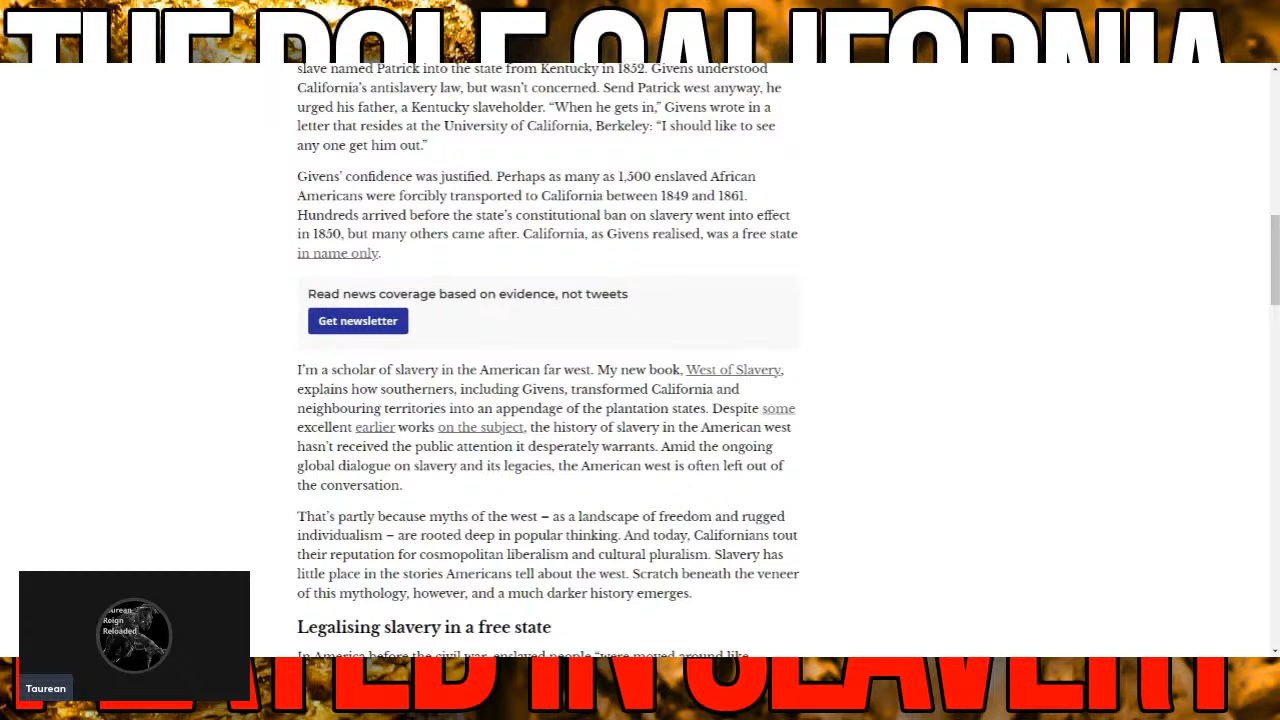 THE ROLE CALIFORNIA
slave named Patrick into the state from Kentucky in 1852. Givens understood
California's antislavery law, but wasn't concerned. Send Patrick west anyway, he
urged his father, a Kentucky slaveholder. “When he gets in,” Givens wrote in a
letter that resides at the University of California, Berkeley: “I should like to see
any one get him out.”
Givens’ confidence was justified. Perhaps as many as 1,500 enslaved African
Americans were forcibly transported to California between 1849 and 1861.
Hundreds arrived before the state’s constitutional ban on slavery went into effect
in 1850, but many others came after. California, as Givens realised, was a free state
in name only.
Read news coverage based on evidence, not tweets
Get newsletter
I’m a scholar of slavery in the American far west. My new book, West of Slavery,
explains how southerners, including Givens, transformed California and
neighbouring territories into an appendage of the plantation states. Despite some
excellent earlier works on the subject, the history of slavery in the American west
hasn’t received the public attention it desperately warrants. Amid the ongoing
global dialogue on slavery and its legacies, the American west is often left out of
the conversation.
That’s partly because myths of the west – as a landscape of freedom and rugged
individualism – are rooted deep in popular thinking. And today, Californians tout
their reputation for cosmopolitan liberalism and cultural pluralism. Slavery has
little place in the stories Americans tell about the west. Scratch beneath the veneer
of this mythology, however, and a much darker history emerges.
Legalising slavery in a free state
In America before the civil war, enslaved people “were moved around like
Taurean
Reign
Reloaded
Taurean
PLAYED IN SLAVERY